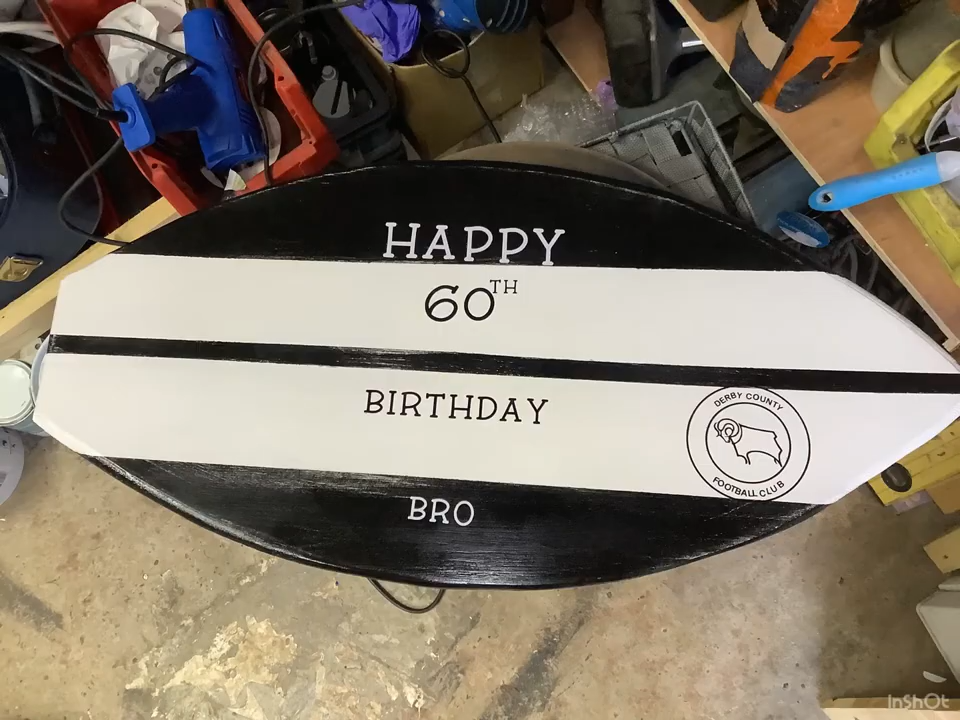 HAPPY
60TH
BIRTHDAY
DERBY COUNTY
FOOTBALL CLUB
BRO
InShOt